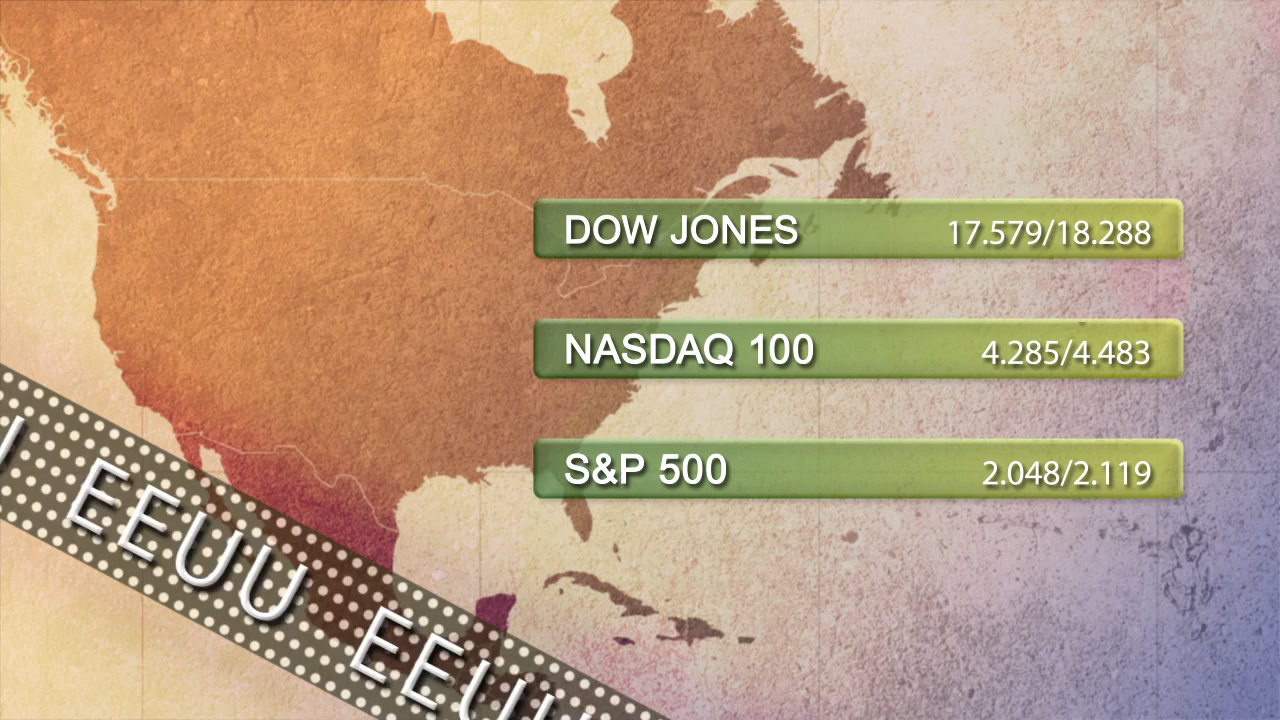 DOW JONES 17.579/18.288
NASDAQ 100 4.285/4.483
S&P 500 2.048/2.119
EEUU EEUU